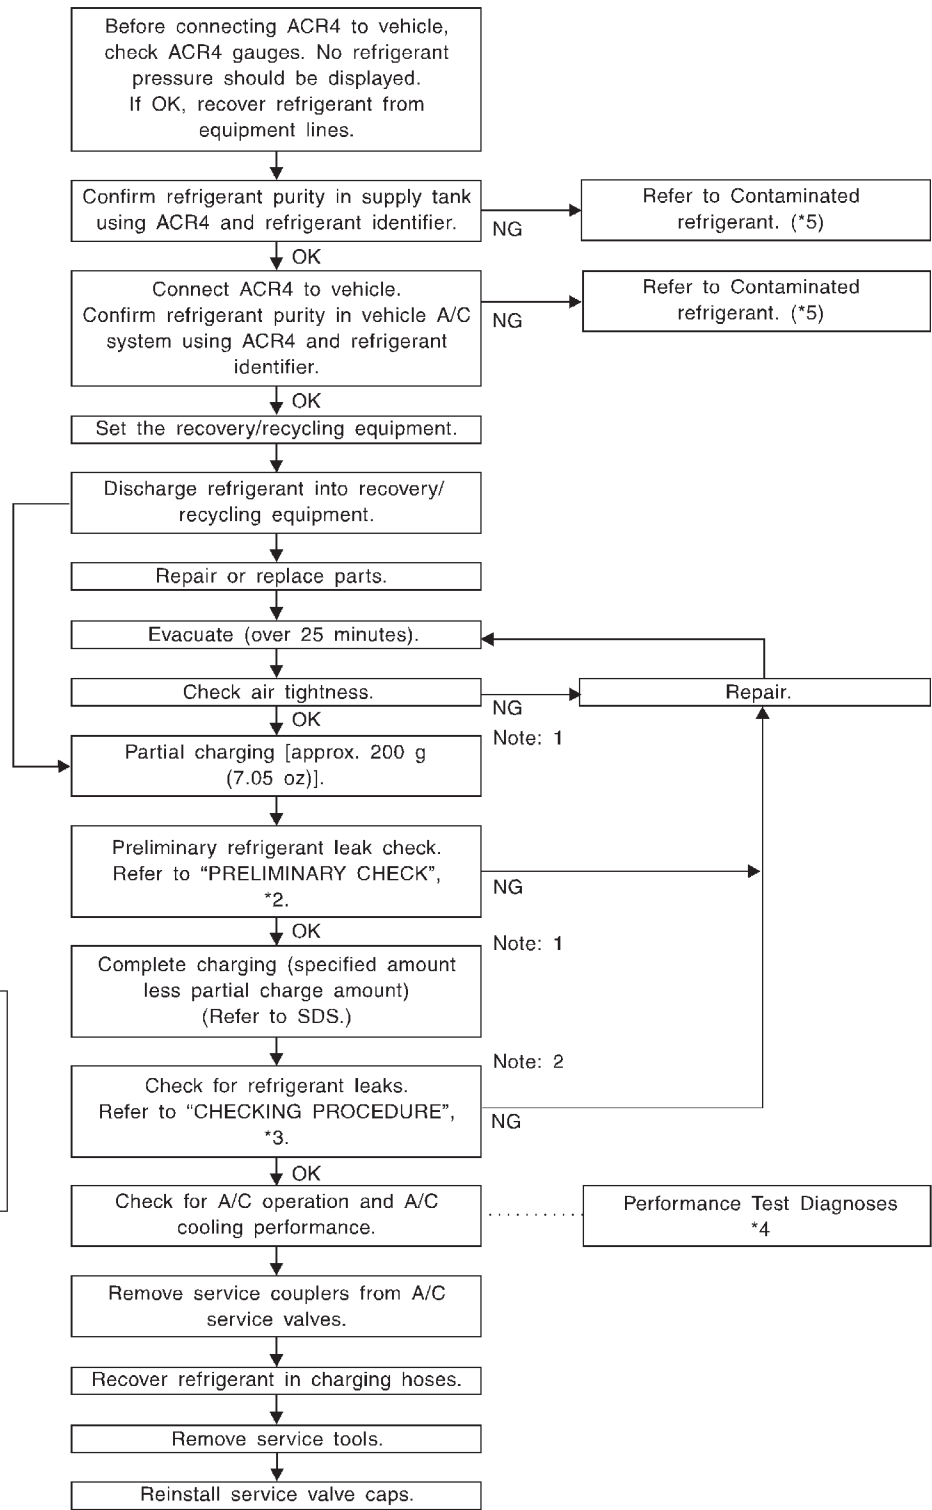 Before connecting ACR4 to vehicle,
check ACR4 gauges. No refrigerant
pressure should be displayed.
If OK, recover refrigerant from
equipment lines.
Confirm refrigerant purity in supply tank
using ACR4 and refrigerant identifier.
NG
Refer to Contaminated
refrigerant. (*5)
OK
Connect ACR4 to vehicle.
Confirm refrigerant purity in vehicle A/C
system using ACR4 and refrigerant
identifier.
NG
Refer to Contaminated
refrigerant. (*5)
OK
Set the recovery/recycling equipment.
Discharge refrigerant into recovery/
recycling equipment.
Repair or replace parts.
Evacuate (over 25 minutes).
Check air tightness.
NG
Repair.
OK
Note: 1
Partial charging [approx. 200 g
(7.05 oz)].
Preliminary refrigerant leak check.
Refer to “PRELIMINARY CHECK”,
*2.
NG
OK
Note: 1
Complete charging (specified amount
less partial charge amount)
(Refer to SDS.)
Note: 2
Check for refrigerant leaks.
Refer to “CHECKING PROCEDURE”,
*3.
NG
OK
Check for A/C operation and A/C
cooling performance.
Performance Test Diagnoses
*4
Remove service couplers from A/C
service valves.
Recover refrigerant in charging hoses.
Remove service tools.
Reinstall service valve caps.